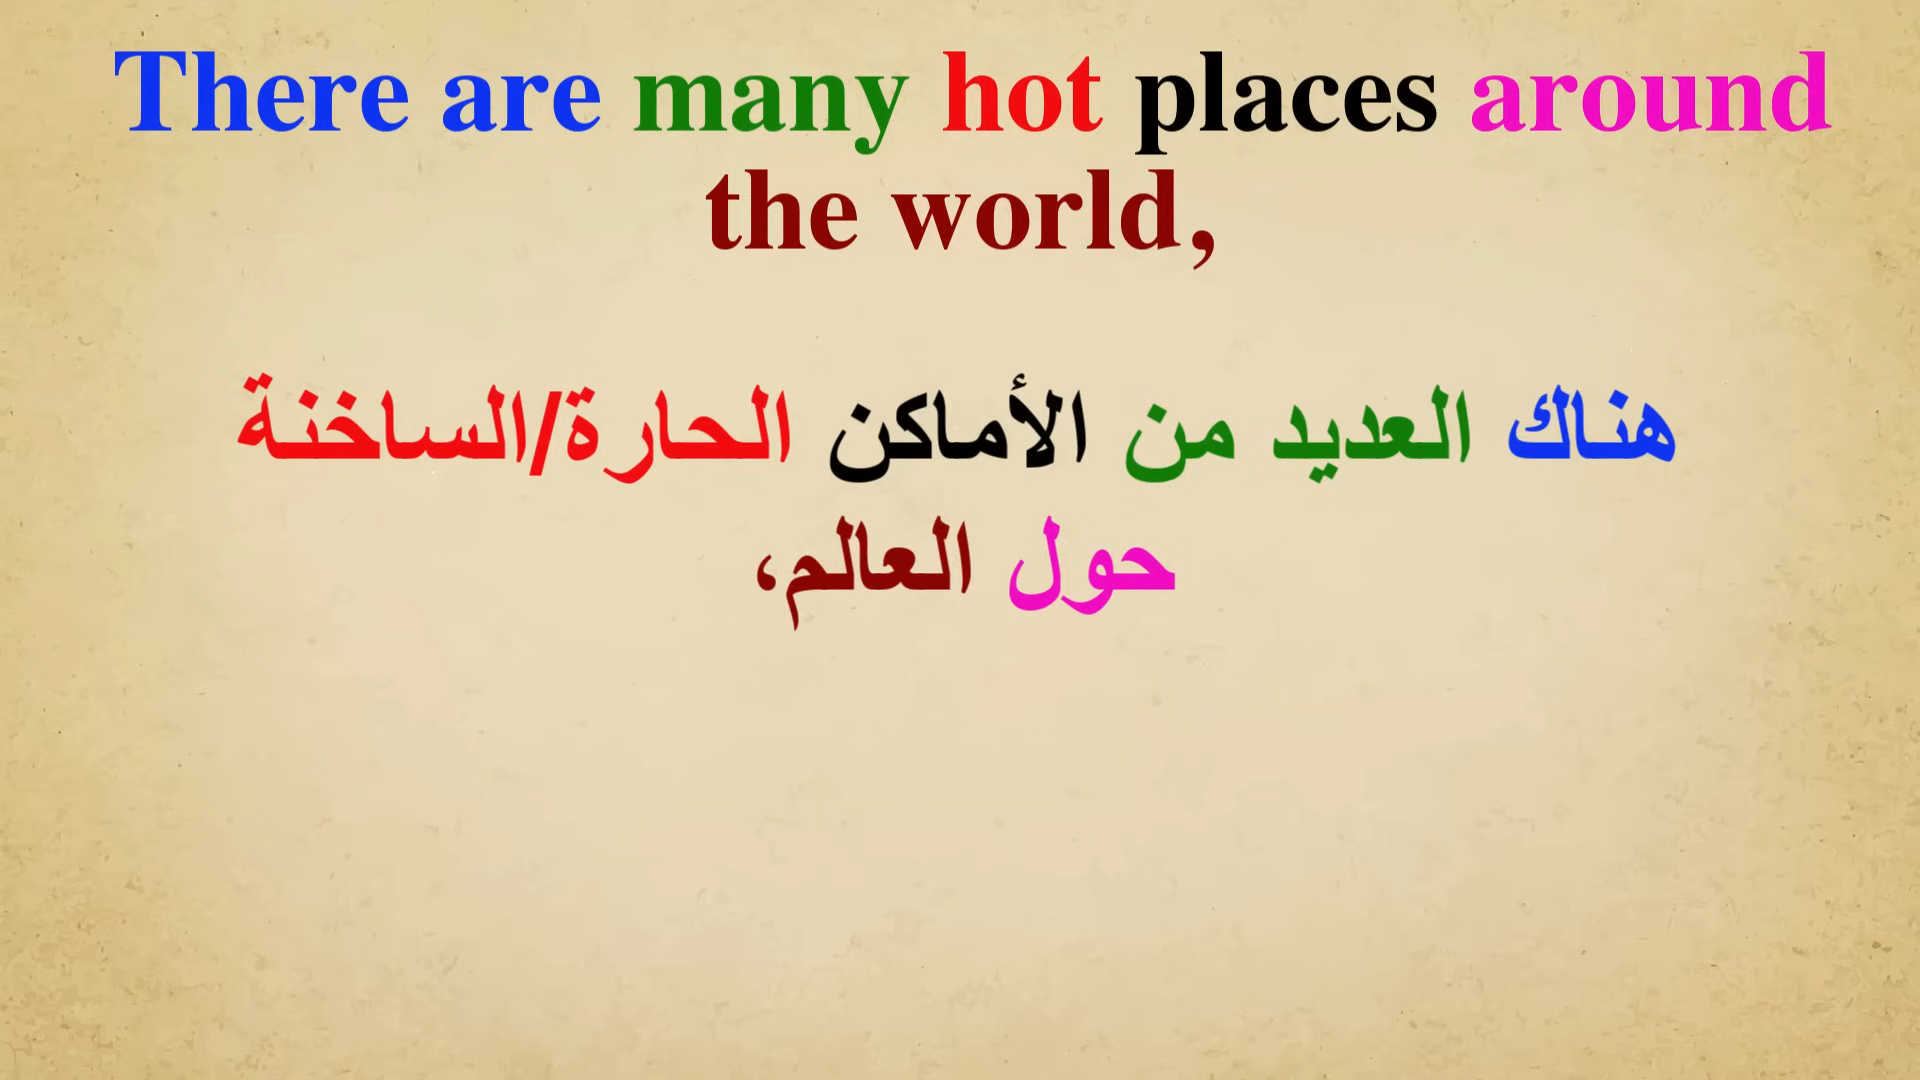 There are many hot places around
the world,
هناك العديد من الأماكن الحارة/الساخنة
حول العالم،